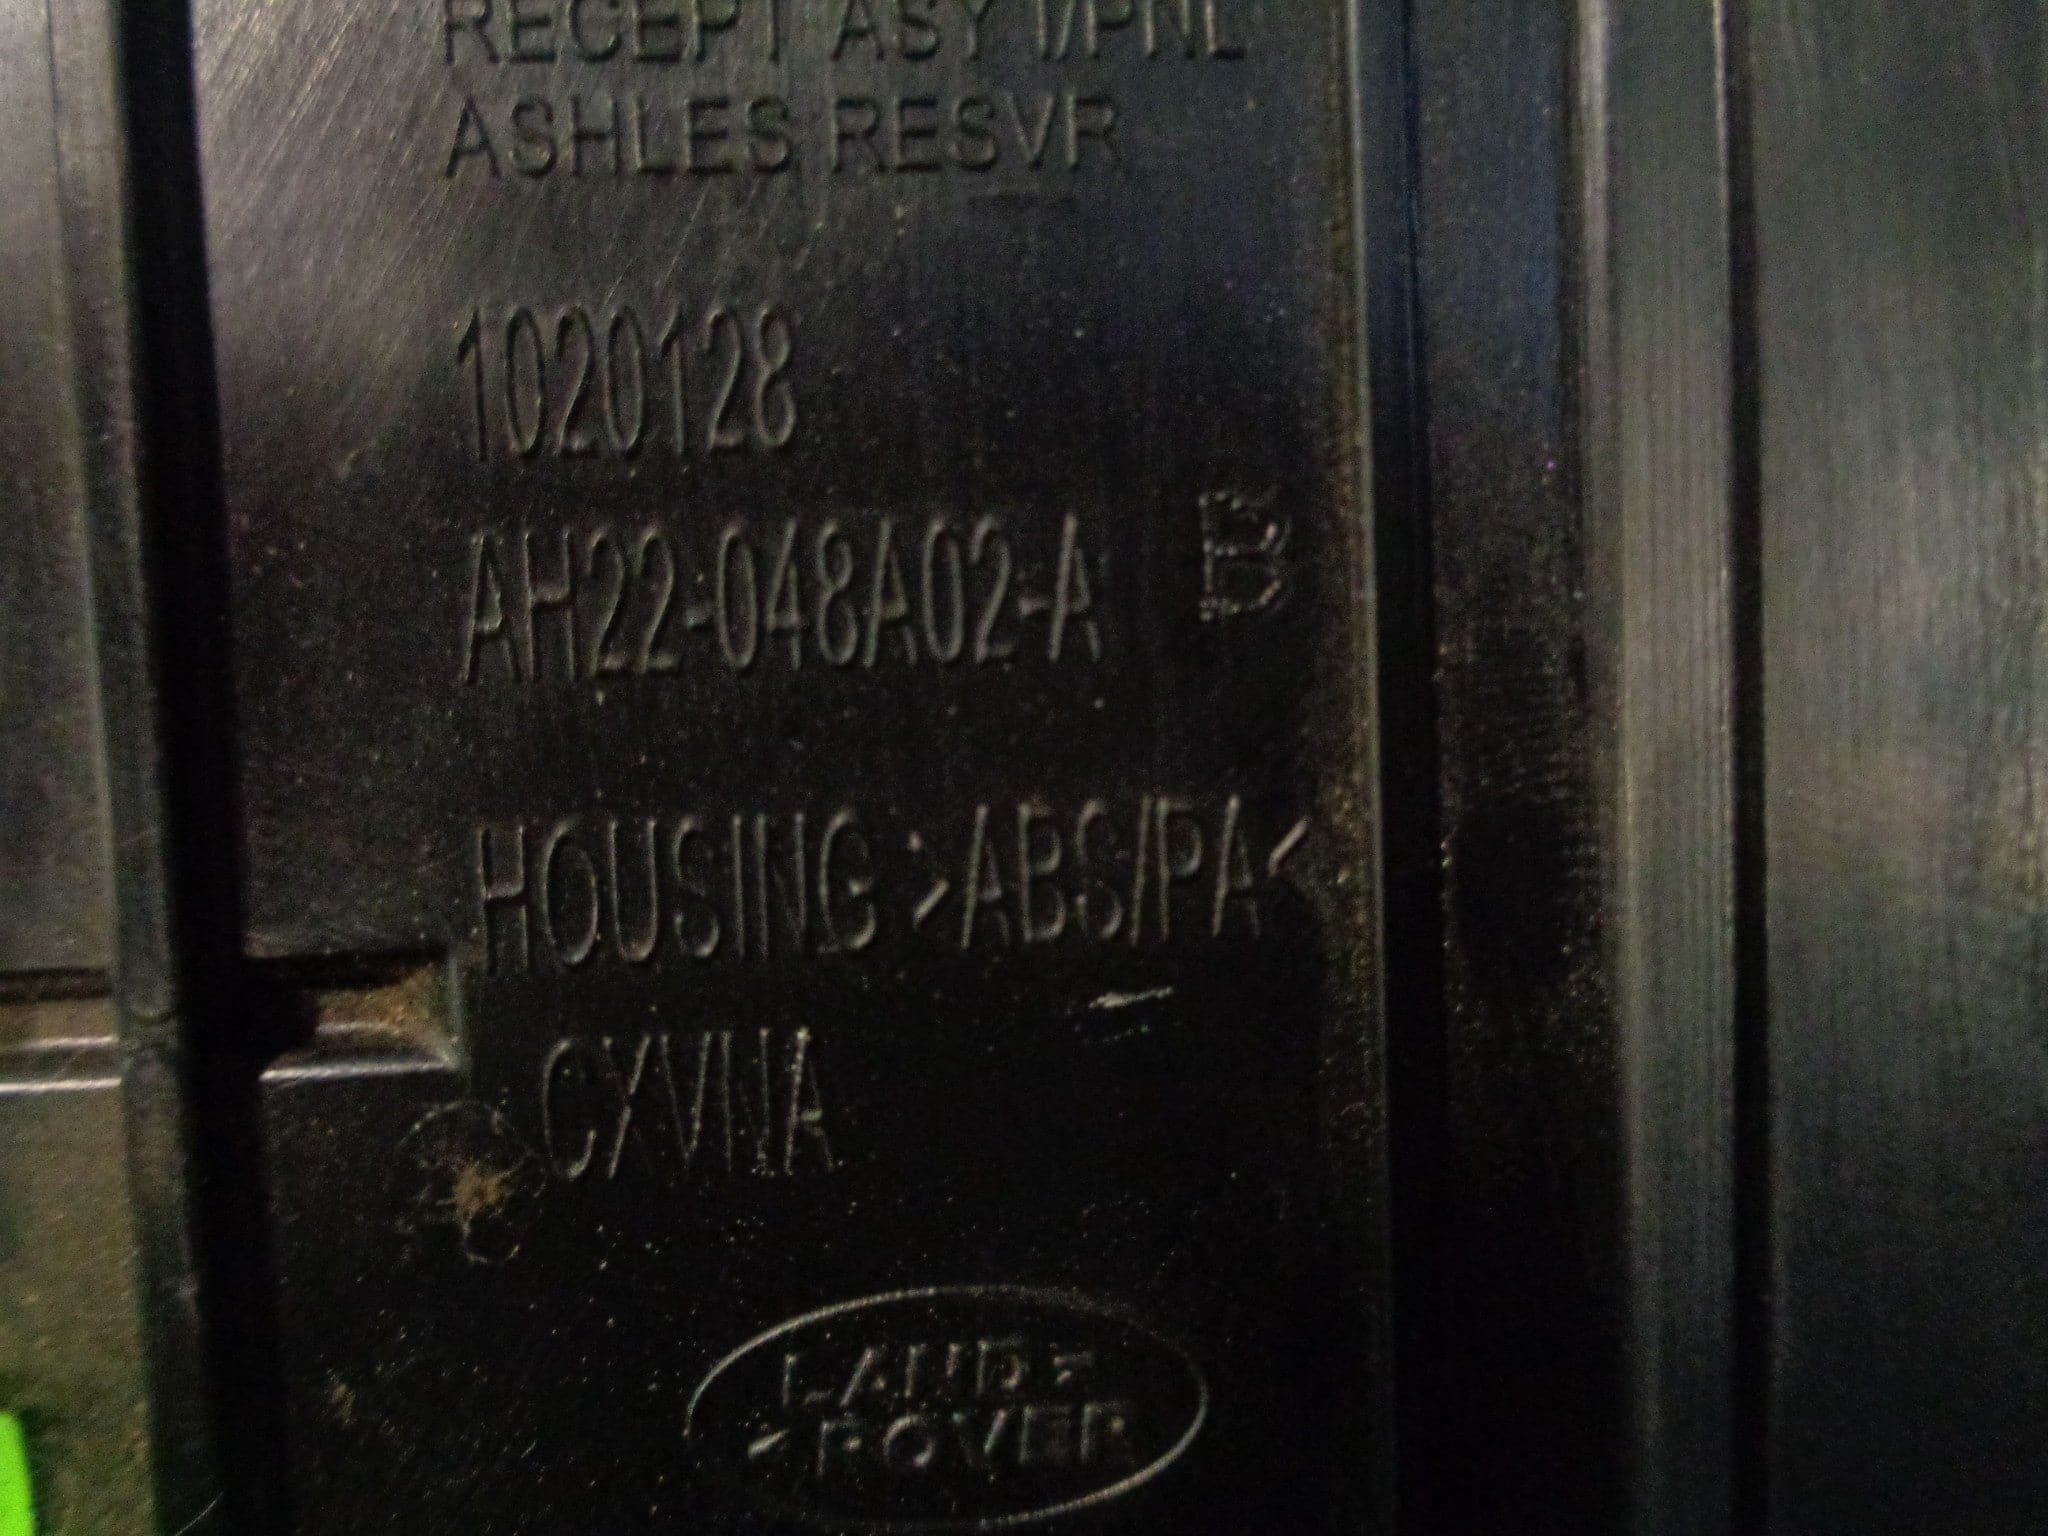 RECEPT ASY I/PNL
ASHLES RESVR
1020128
AH22-048A02-A B
HOUSING >ABS/PA<
CXVNA
LAND
ROVER